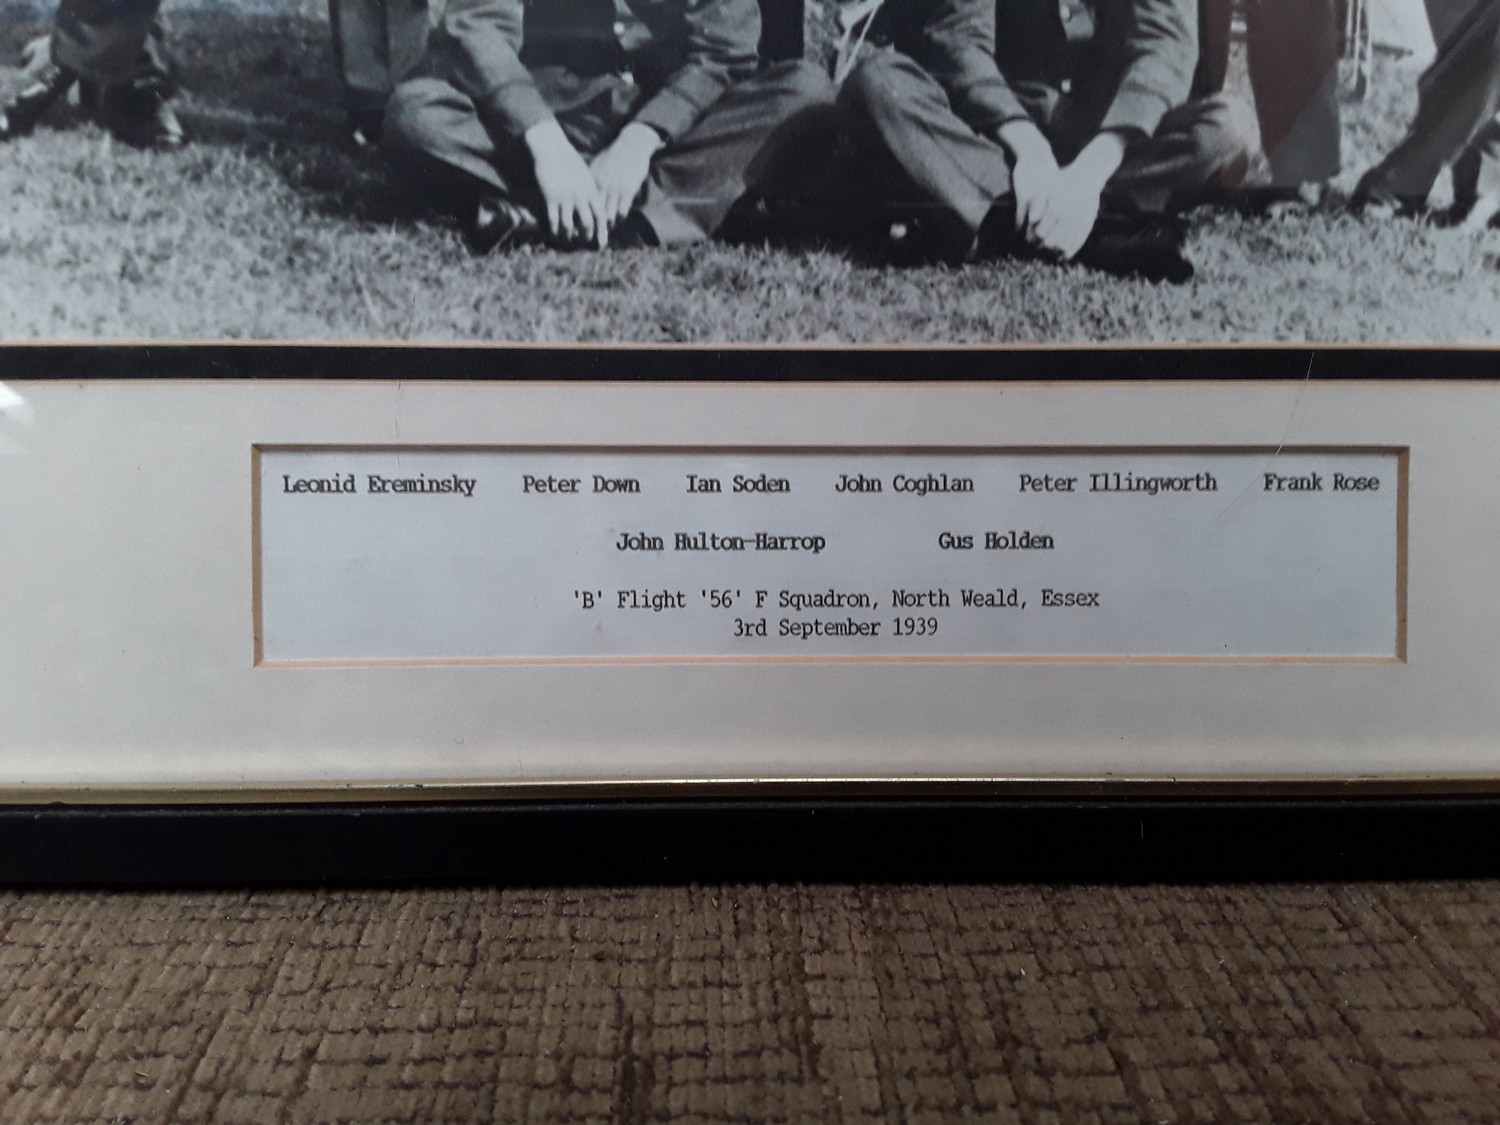 Leonid Ereminsky Peter Down Ian Soden John Coghlan Peter Illingworth Frank Rose
John Hulton-Harrop Gus Holden
'B' Flight '56' F Squadron, North Weald, Essex
3rd September 1939